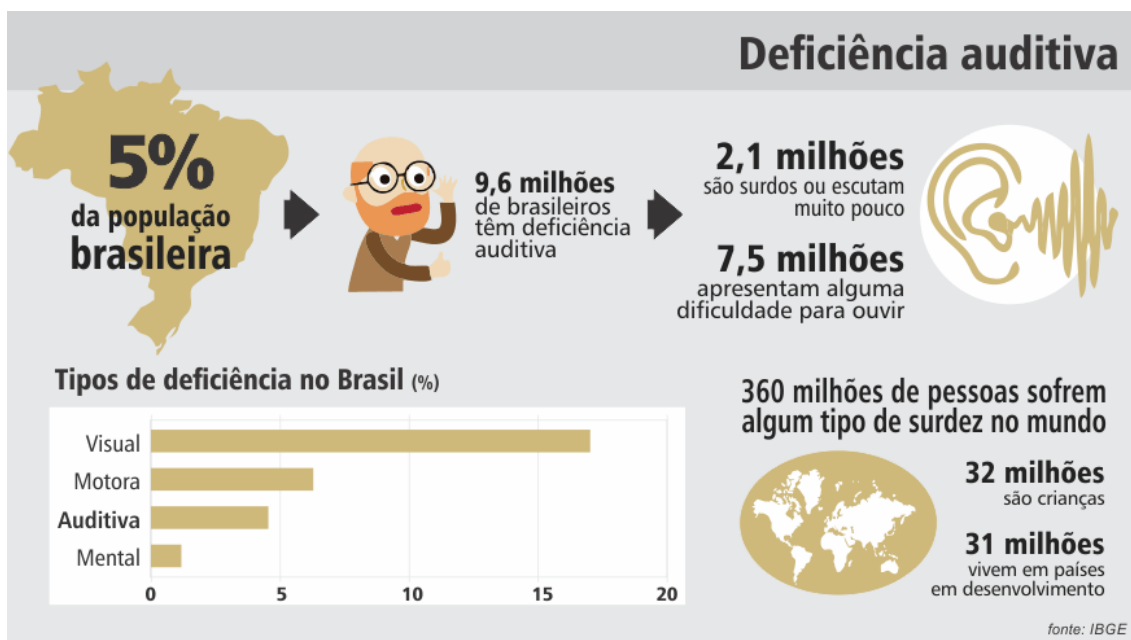 Deficiência auditiva
5%
da população
brasileira
9,6 milhões
de brasileiros
têm deficiência
auditiva
2,1 milhões
são surdos ou escutam
muito pouco
7,5 milhões
apresentam alguma
dificuldade para ouvir
Tipos de deficiência no Brasil (%)
Visual
Motora
Auditiva
Mental
0 5 10 15 20
360 milhões de pessoas sofrem
algum tipo de surdez no mundo
32 milhões
são crianças
31 milhões
vivem em países
em desenvolvimento
fonte: IBGE